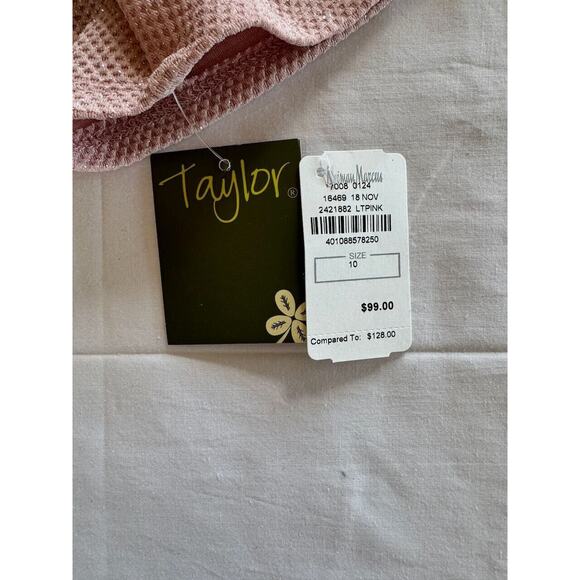 Taylor®
Neiman Marcus
7008 0124
16469 18 NOV
2421882 LTPINK
401068578250
SIZE
10
$99.00
Compared To: $128.00